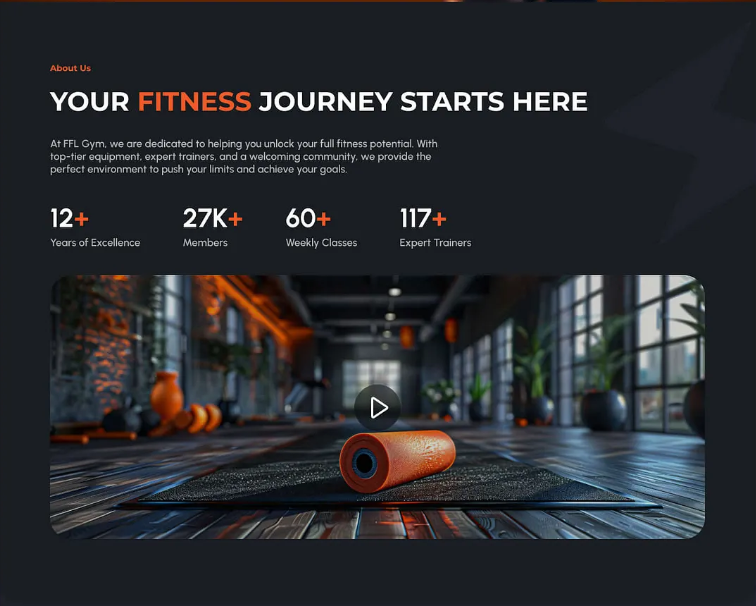 About Us
YOUR FITNESS JOURNEY STARTS HERE
At FFL Gym, we are dedicated to helping you unlock your full fitness potential. With
top-tier equipment, expert trainers, and a welcoming community, we provide the
perfect environment to push your limits and achieve your goals.
12+ 27K+ 60+ 117+
Years of Excellence Members Weekly Classes Expert Trainers